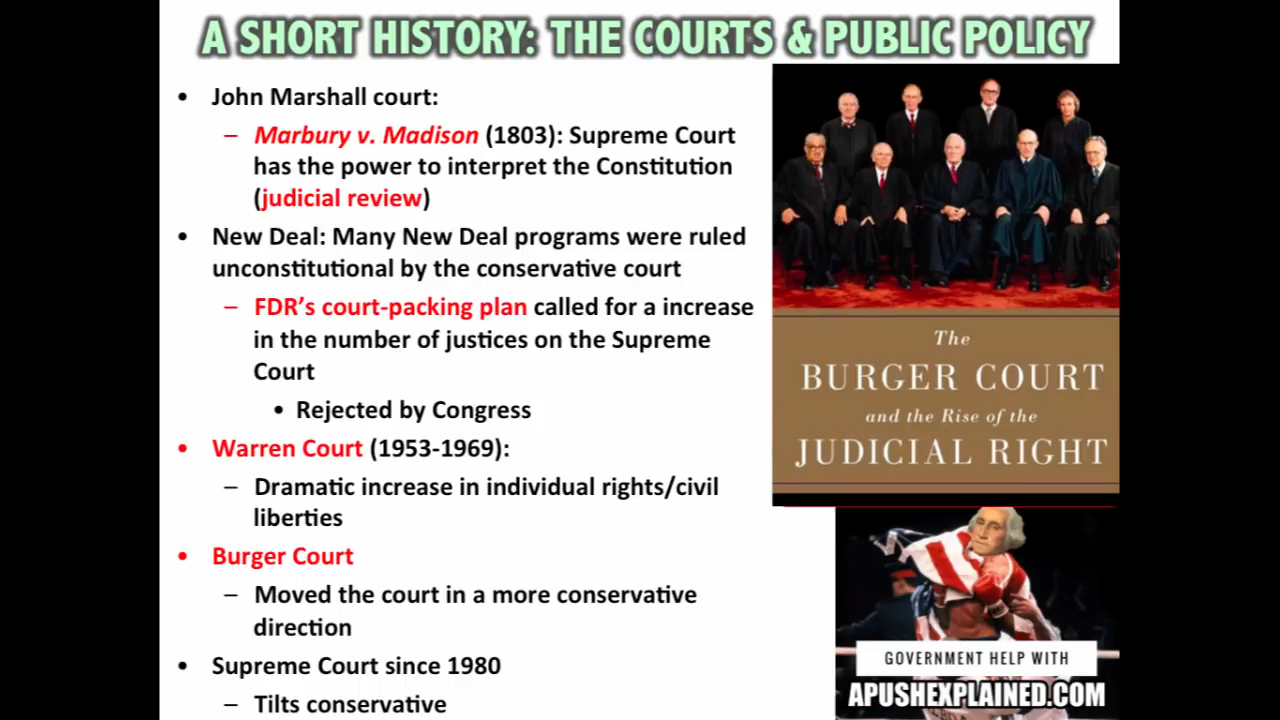 A SHORT HISTORY: THE COURTS & PUBLIC POLICY
• John Marshall court:
– Marbury v. Madison (1803): Supreme Court
has the power to interpret the Constitution
(judicial review)
• New Deal: Many New Deal programs were ruled
unconstitutional by the conservative court
– FDR’s court-packing plan called for a increase
in the number of justices on the Supreme
Court
• Rejected by Congress
• Warren Court (1953-1969):
– Dramatic increase in individual rights/civil
liberties
• Burger Court
– Moved the court in a more conservative
direction
• Supreme Court since 1980
– Tilts conservative
The
BURGER COURT
and the Rise of the
JUDICIAL RIGHT
GOVERNMENT HELP WITH
APUSHEXPLAINED.COM